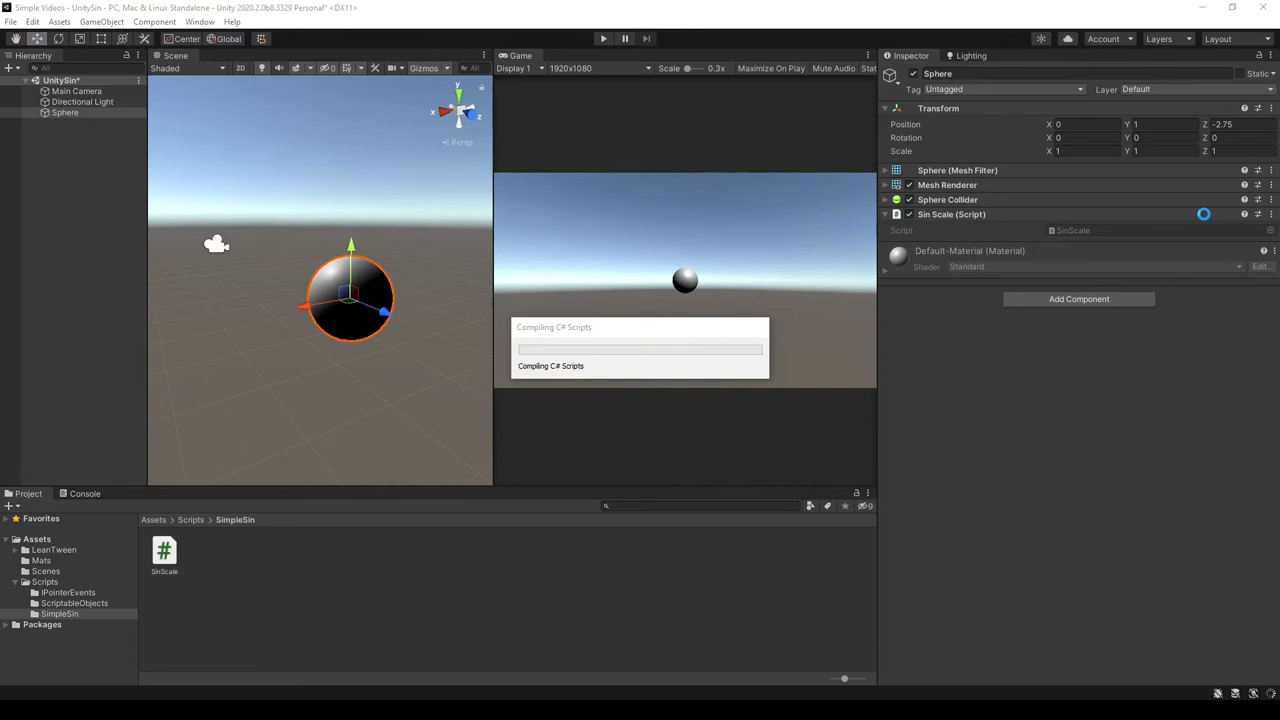 Simple Videos - UnitySin - PC, Mac & Linux Standalone - Unity 2020.2.0b8.3329 Personal* <DX11>
File Edit Assets GameObject Component Window Help
Center Global
Account Layers Layout
Hierarchy
All
UnitySin*
Main Camera
Directional Light
Sphere
Scene
Shaded 2D 0 Gizmos All
y
x
z
Persp
Game
Display 1 1920x1080 Scale 0.3x Maximize On Play Mute Audio Stat
Compiling C# Scripts
Compiling C# Scripts
Inspector Lighting
Sphere Static
Tag Untagged Layer Default
Transform
Position X 0 Y 1 Z -2.75
Rotation X 0 Y 0 Z 0
Scale X 1 Y 1 Z 1
Sphere (Mesh Filter)
Mesh Renderer
Sphere Collider
Sin Scale (Script)
Script SinScale
Default-Material (Material)
Shader Standard Edit...
Add Component
Project Console
9
Favorites
Assets
LeanTween
Mats
Scenes
Scripts
IPointerEvents
ScriptableObjects
SimpleSin
Packages
Assets > Scripts > SimpleSin
#
SinScale